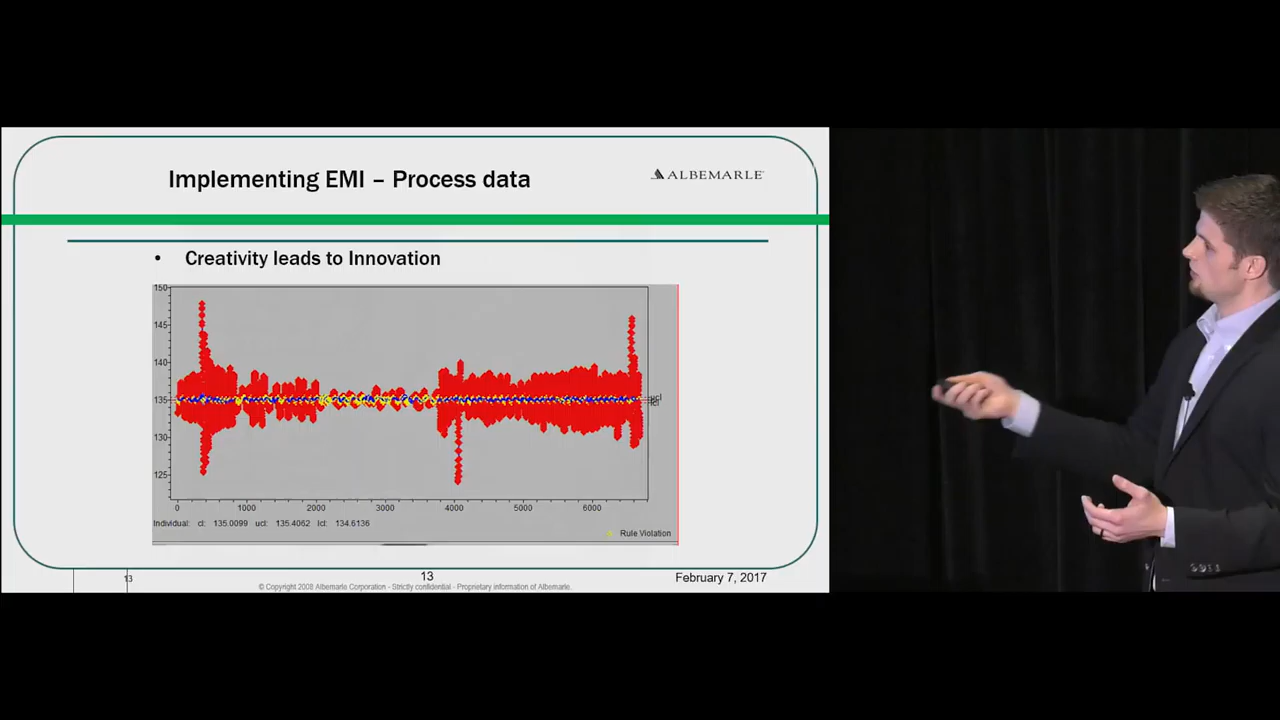 Implementing EMI – Process data
ALBEMARLE
• Creativity leads to Innovation
150
145
140
135
130
125
ucl
lcl
0 1000 2000 3000 4000 5000 6000
Individual: cl: 135.0099 ucl: 135.4062 lcl: 134.6136
Rule Violation
13
13
February 7, 2017
© Copyright 2008 Albemarle Corporation - Strictly confidential - Proprietary information of Albemarle.